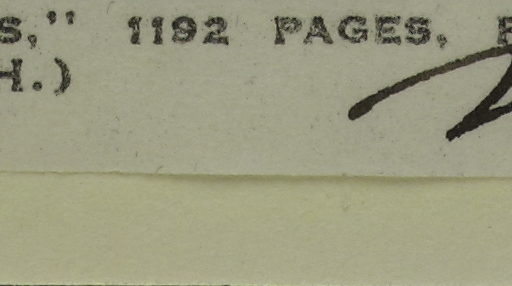 S," 1192 PAGES,
H.)